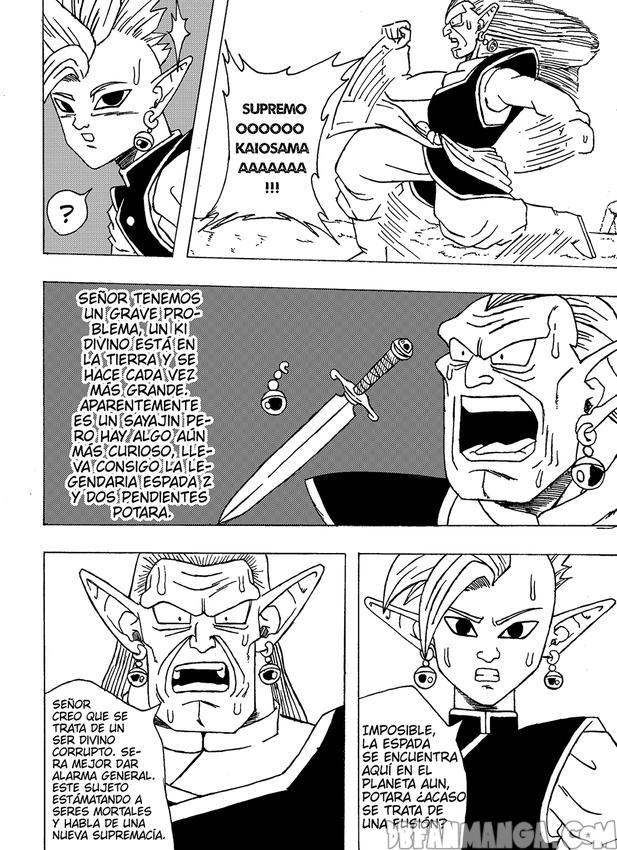 ?
SUPREMO
OOOOOO
KAIOSAMA
AAAAAAA
!!!
SEÑOR TENEMOS
UN GRAVE PRO-
BLEMA, UN KI
DIVINO ESTÁ EN
LA TIERRA Y SE
HACE CADA VEZ
MÁS GRANDE.
APARENTEMENTE
ES UN SAYAJIN PE-
RO HAY ALGO AÚN
MÁS CURIOSO, LLE-
VA CONSIGO LA LE-
GENDARIA ESPADA Z
Y DOS PENDIENTES
POTARA.
SEÑOR
CREO QUE SE
TRATA DE UN
SER DIVINO
CORRUPTO. SE-
RA MEJOR DAR
ALARMA GENERAL.
ESTE SUJETO
ESTÁMATANDO A
SERES MORTALES
Y HABLA DE UNA
NUEVA SUPREMACÍA.
IMPOSIBLE,
LA ESPADA
SE ENCUENTRA
AQUÍ EN EL
PLANETA AUN,
POTARA ¿ACASO
SE TRATA DE
UNA FUSIÓN?
DBFANMANGA.COM